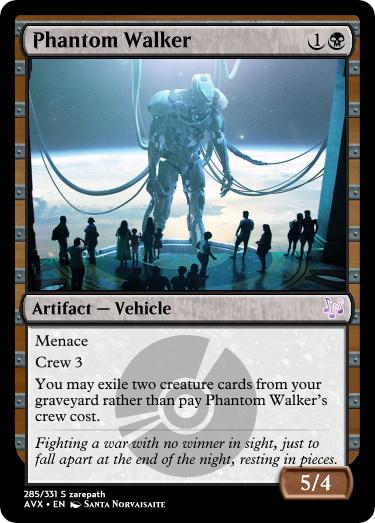 Phantom Walker 1
Artifact — Vehicle
Menace
Crew 3
You may exile two creature cards from your
graveyard rather than pay Phantom Walker's
crew cost.
Fighting a war with no winner in sight, just to
fall apart at the end of the night, resting in pieces.
5/4
285/331 S zarepath
AVX • EN Santa Norvaisaite